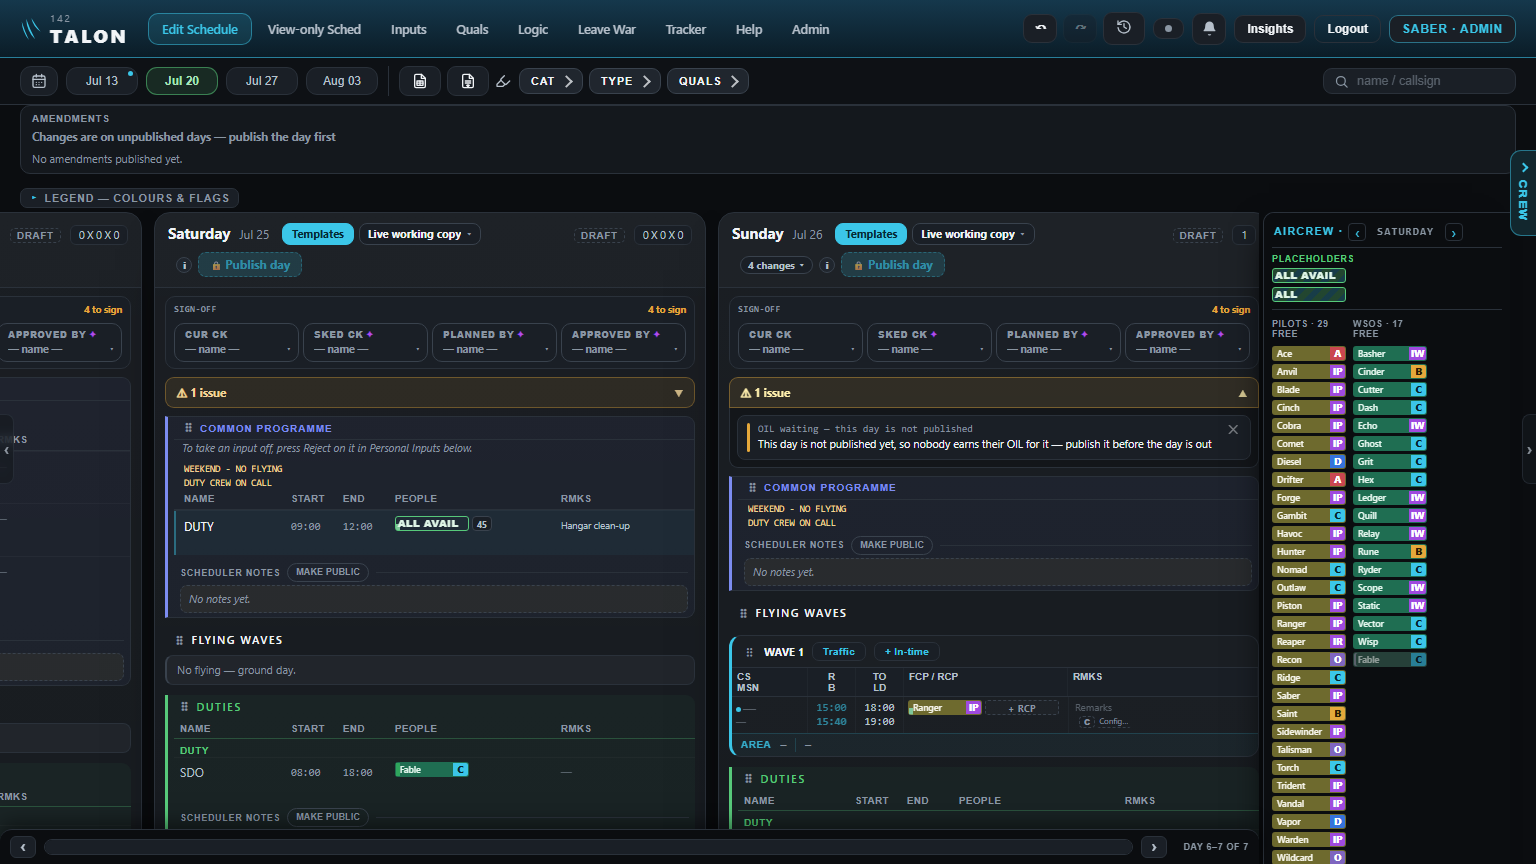 142
TALON
Edit Schedule
View-only Sched
Inputs
Quals
Logic
Leave War
Tracker
Help
Admin
Insights
Logout
SABER · ADMIN
Jul 13
Jul 20
Jul 27
Aug 03
CAT
TYPE
QUALS
name / callsign
AMENDMENTS
Changes are on unpublished days — publish the day first
No amendments published yet.
CREW
LEGEND — COLOURS & FLAGS
DRAFT
0X0X0
4 to sign
APPROVED BY
— name —
RMKS
Saturday
Jul 25
Templates
Live working copy
DRAFT
0X0X0
i
Publish day
SIGN-OFF
4 to sign
CUR CK
— name —
SKED CK
— name —
PLANNED BY
— name —
APPROVED BY
— name —
1 issue
COMMON PROGRAMME
To take an input off, press Reject on it in Personal Inputs below.
WEEKEND - NO FLYING
DUTY CREW ON CALL
NAME START END PEOPLE RMKS
DUTY 09:00 12:00 ALL AVAIL 45 Hangar clean-up
SCHEDULER NOTES MAKE PUBLIC
No notes yet.
FLYING WAVES
No flying — ground day.
DUTIES
NAME START END PEOPLE RMKS
DUTY
SDO 08:00 18:00 Fable C —
SCHEDULER NOTES MAKE PUBLIC
Sunday
Jul 26
Templates
Live working copy
DRAFT
1
4 changes
i
Publish day
SIGN-OFF
4 to sign
CUR CK
— name —
SKED CK
— name —
PLANNED BY
— name —
APPROVED BY
— name —
1 issue
OIL waiting — this day is not published
This day is not published yet, so nobody earns their OIL for it — publish it before the day is out
COMMON PROGRAMME
WEEKEND - NO FLYING
DUTY CREW ON CALL
SCHEDULER NOTES MAKE PUBLIC
No notes yet.
FLYING WAVES
WAVE 1
Traffic
+ In-time
CS R TO FCP / RCP RMKS
MSN B LD
— 15:00 18:00 Ranger IP + RCP Remarks
— 15:40 19:00 C Config...
AREA – –
DUTIES
NAME START END PEOPLE RMKS
DUTY
AIRCREW ·
SATURDAY
PLACEHOLDERS
ALL AVAIL
ALL
PILOTS · 29 FREE
Ace A
Anvil IP
Blade IP
Cinch IP
Cobra IP
Comet IP
Diesel D
Drifter A
Forge IP
Gambit C
Havoc IP
Hunter IP
Nomad C
Outlaw C
Piston IP
Ranger IP
Reaper IR
Recon O
Ridge C
Saber IP
Saint B
Sidewinder IP
Talisman O
Torch C
Trident IP
Vandal IP
Vapor D
Warden IP
Wildcard O
WSOS · 17 FREE
Basher IW
Cinder B
Cutter C
Dash C
Echo IW
Ghost C
Grit C
Hex C
Ledger IW
Quill IW
Relay IW
Rune B
Ryder C
Scope IW
Static IW
Vector C
Wisp C
Fable C
DAY 6–7 OF 7